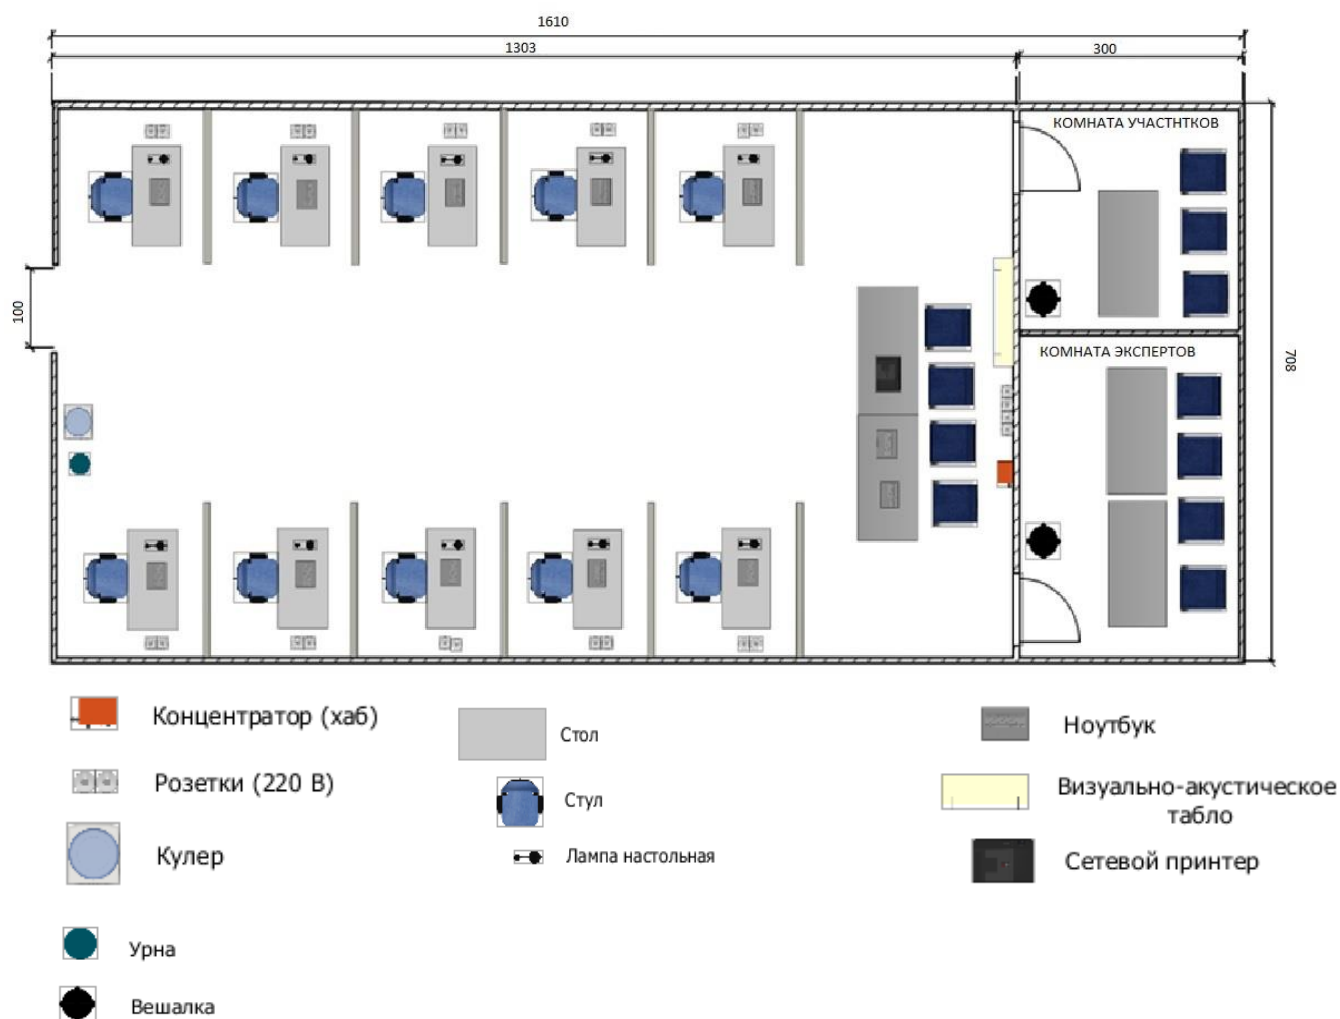 1610
1303
300
КОМНАТА УЧАСТНТКОВ
100
КОМНАТА ЭКСПЕРТОВ
708
Концентратор (хаб)
Стол
Ноутбук
Розетки (220 В)
Стул
Визуально-акустическое
табло
Кулер
Лампа настольная
Сетевой принтер
Урна
Вешалка